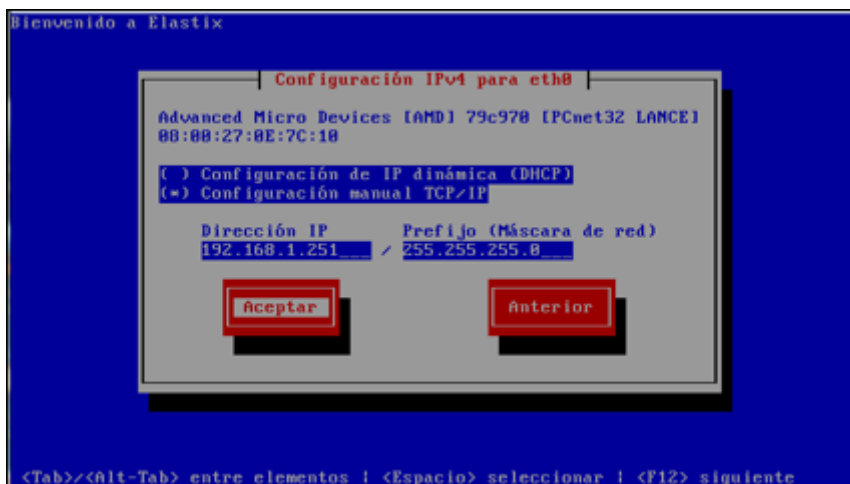 Bienvenido a Elastix
Configuración IPv4 para eth0
Advanced Micro Devices [AMD] 79c970 [PCnet32 LANCE]
08:00:27:0E:7C:10
( ) Configuración de IP dinámica (DHCP)
(*) Configuración manual TCP/IP
Dirección IP Prefijo (Máscara de red)
192.168.1.251___ / 255.255.255.0___
Aceptar Anterior
<Tab>/<Alt-Tab> entre elementos | <Espacio> seleccionar | <F12> siguiente